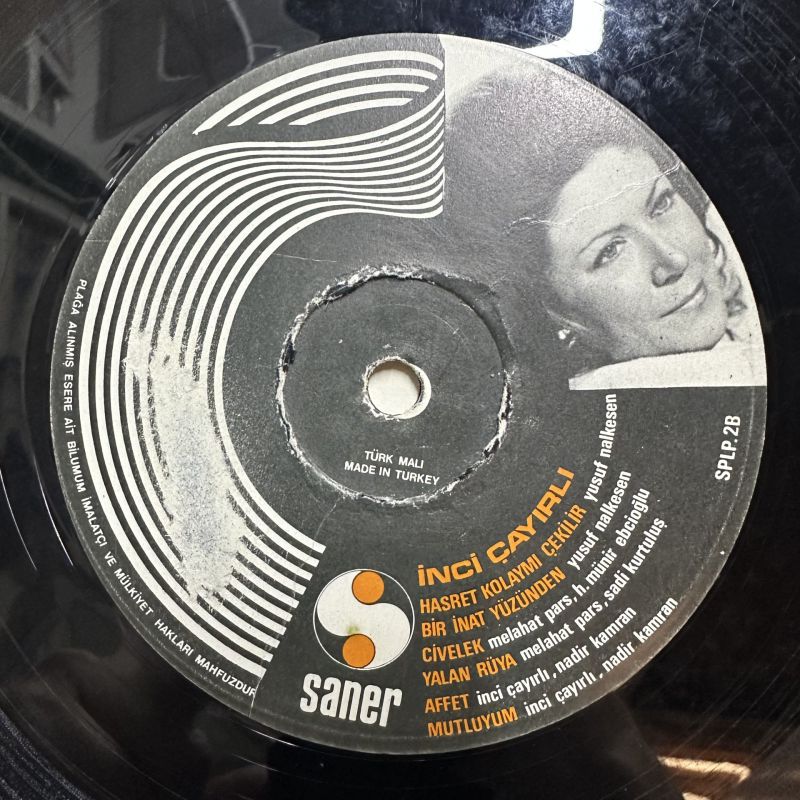 PLAĞA ALINMIŞ ESERE AİT BİLUMUM İMALATÇI VE MÜLKİYET HAKLARI MAHFUZDUR
TÜRK MALI
MADE IN TURKEY
SPLP.2B
İNCİ ÇAYIRLI
HASRET KOLAYMI ÇEKİLİR yusuf nalkesen
BİR İNAT YÜZÜNDEN yusuf nalkesen
CİVELEK melahat pars, h. münir ebcioğlu
YALAN RÜYA melahat pars, sadi kurtuluş
AFFET inci çayırlı, nadir kamran
MUTLUYUM inci çayırlı, nadir kamran
saner